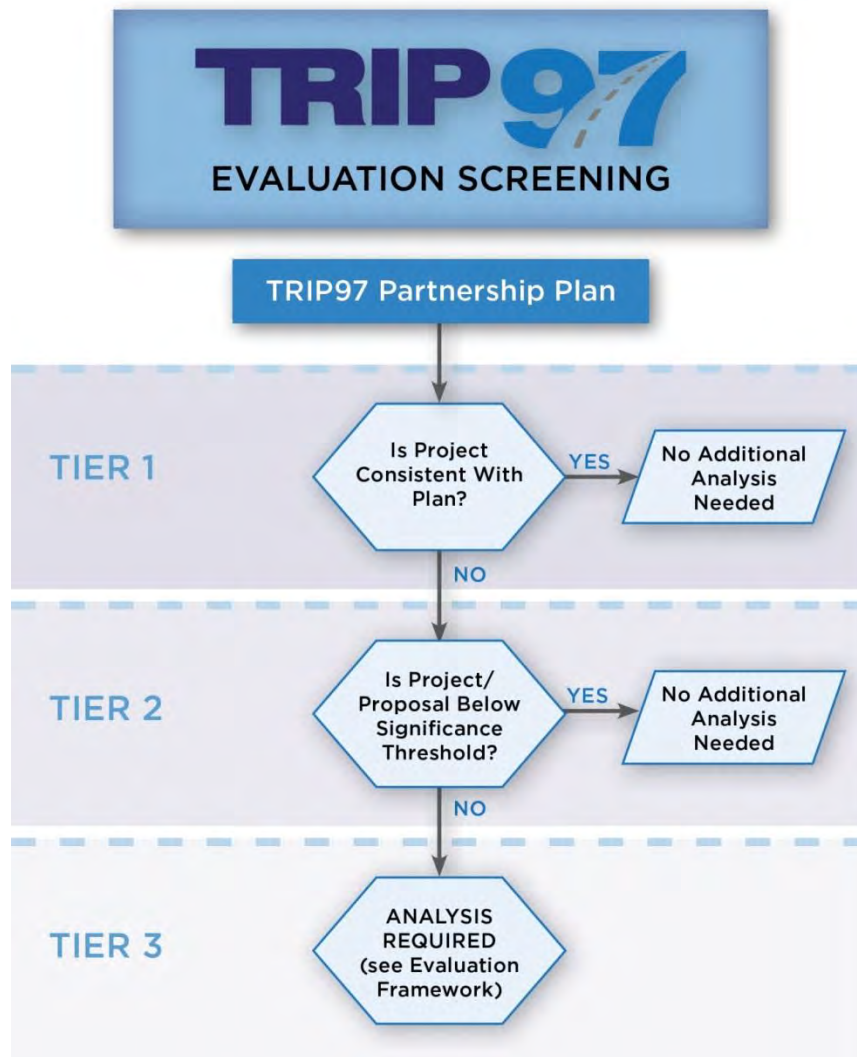 TRIP97
EVALUATION SCREENING
TRIP97 Partnership Plan
TIER 1
Is Project
Consistent With
Plan?
YES
No Additional
Analysis
Needed
NO
TIER 2
Is Project/
Proposal Below
Significance
Threshold?
YES
No Additional
Analysis
Needed
NO
TIER 3
ANALYSIS
REQUIRED
(see Evaluation
Framework)